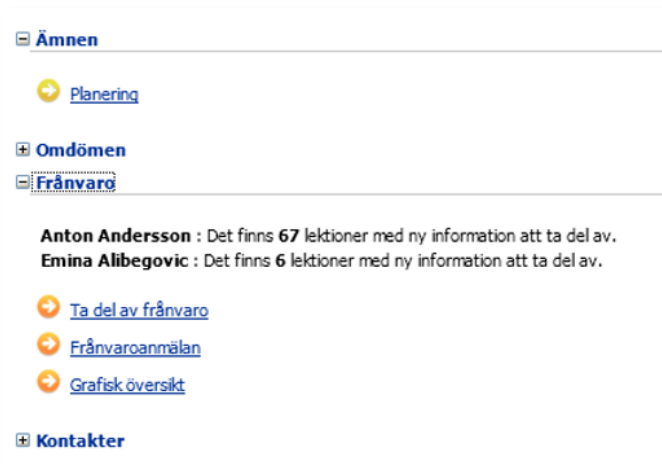 Ämnen
Planering
Omdömen
Frånvaro
Anton Andersson : Det finns 67 lektioner med ny information att ta del av.
Emina Alibegovic : Det finns 6 lektioner med ny information att ta del av.
Ta del av frånvaro
Frånvaroanmälan
Grafisk översikt
Kontakter